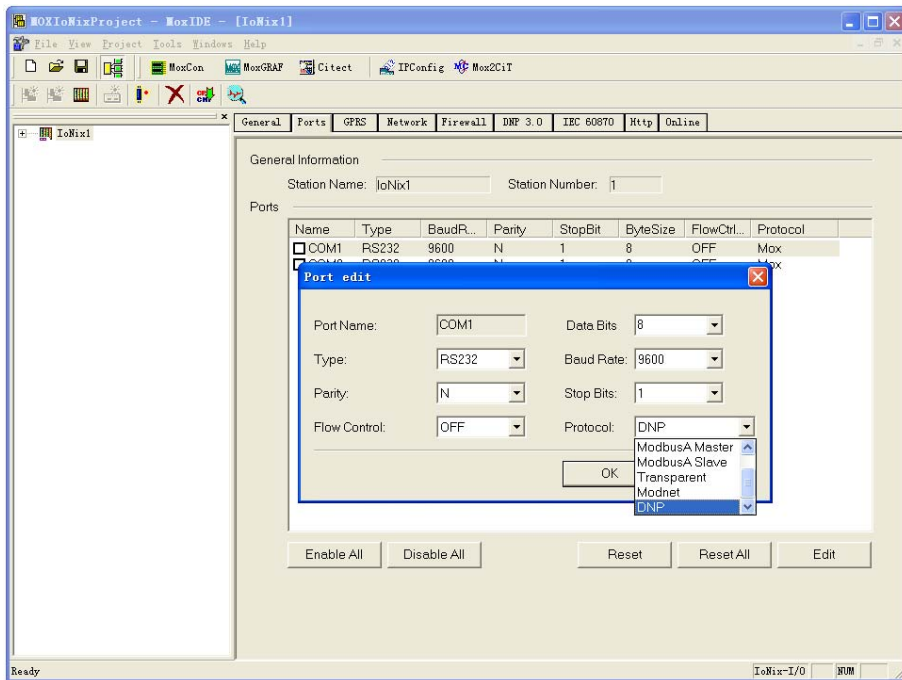 MOXIoNixProject - MoxIDE - [IoNix1]
File View Project Tools Windows Help
MoxCon MoxGRAF Citect IPConfig Mox2CiT
IoNix1
General Ports GPRS Network Firewall DNP 3.0 IEC 60870 Http Online
General Information
Station Name: IoNix1 Station Number: 1
Ports
Name Type BaudR... Parity StopBit ByteSize FlowCtrl... Protocol
COM1 RS232 9600 N 1 8 OFF Mox
Port edit
Port Name: COM1 Data Bits 8
Type: RS232 Baud Rate: 9600
Parity: N Stop Bits: 1
Flow Control: OFF Protocol: DNP
ModbusA Master
ModbusA Slave
Transparent
Modnet
DNP
OK
Enable All Disable All Reset Reset All Edit
Ready IoNix-I/O NUM